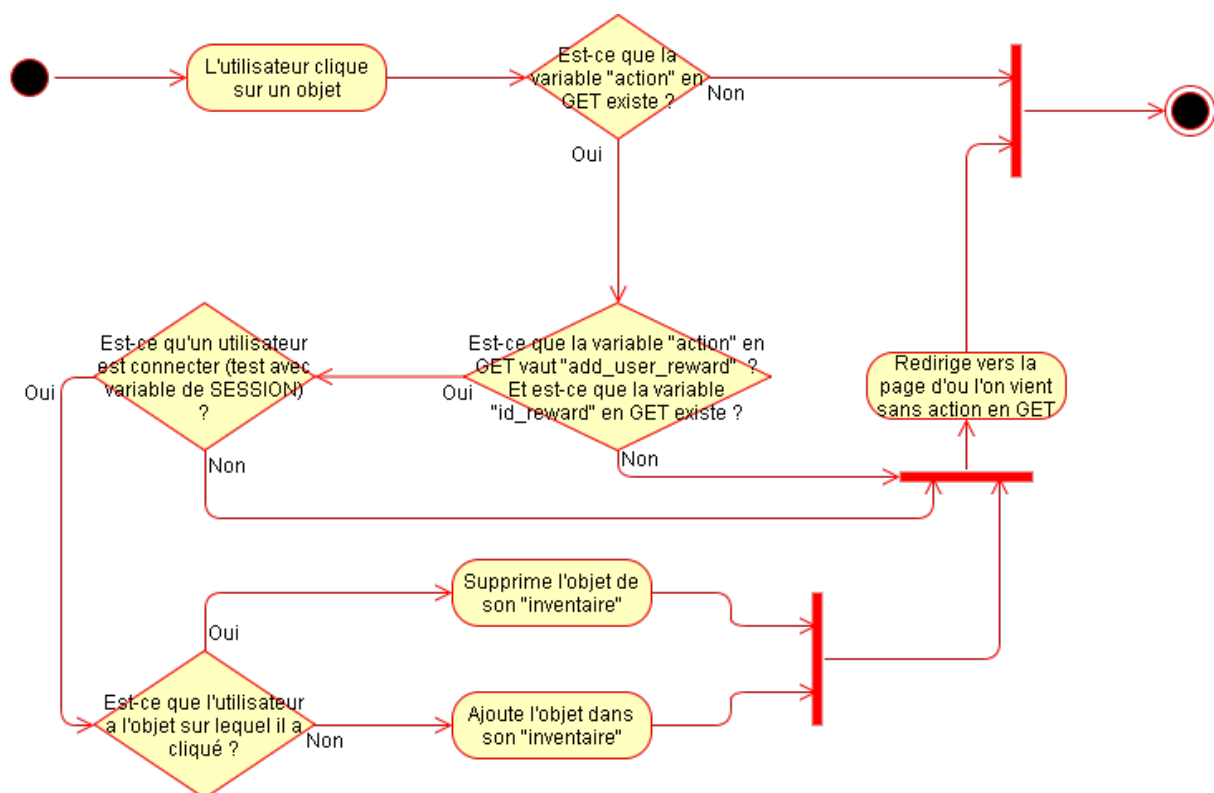 L'utilisateur clique
sur un objet
Est-ce que la
variable "action" en
GET existe ?
Non
Oui
Est-ce qu'un utilisateur
est connecter (test avec
variable de SESSION)
?
Oui
Non
Est-ce que la variable "action" en
GET vaut "add_user_reward" ?
Et est-ce que la variable
"id_reward" en GET existe ?
Oui
Non
Redirige vers la
page d'ou l'on vient
sans action en GET
Supprime l'objet de
son "inventaire"
Oui
Est-ce que l'utilisateur
a l'objet sur lequel il a
cliqué ?
Non
Ajoute l'objet dans
son "inventaire"